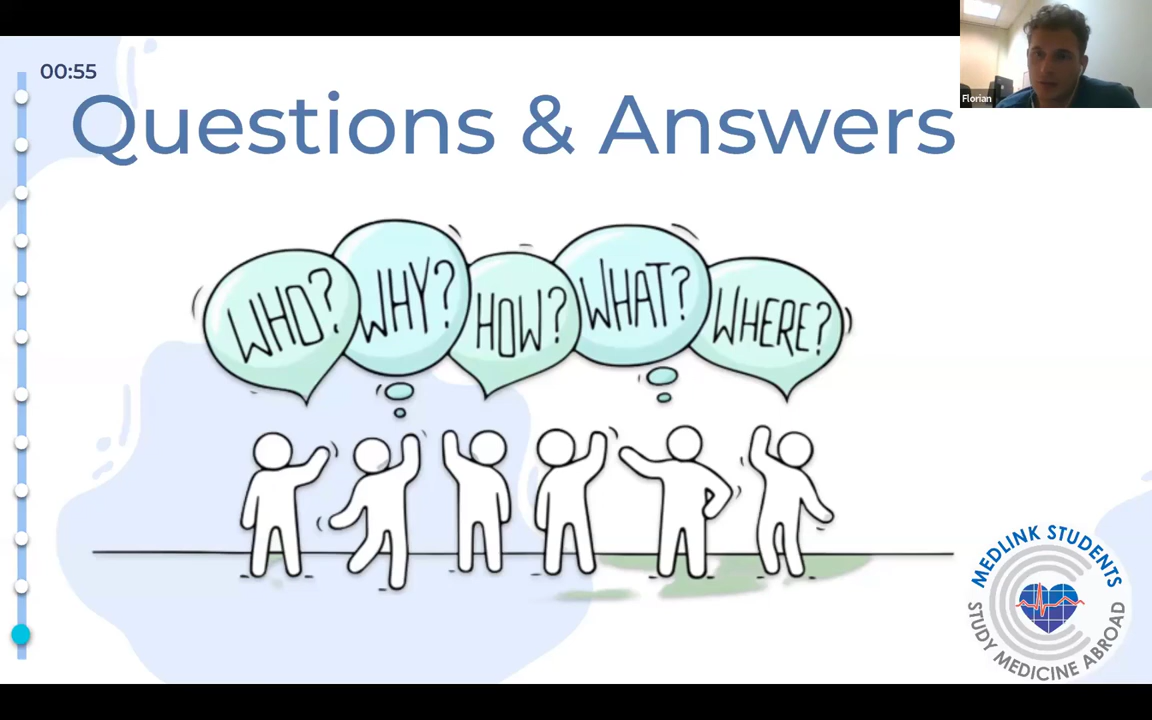 00:55
Questions & Answers
Florian
WHO?
WHY?
HOW?
WHAT?
WHERE?
MEDLINK STUDENTS
STUDY MEDICINE ABROAD